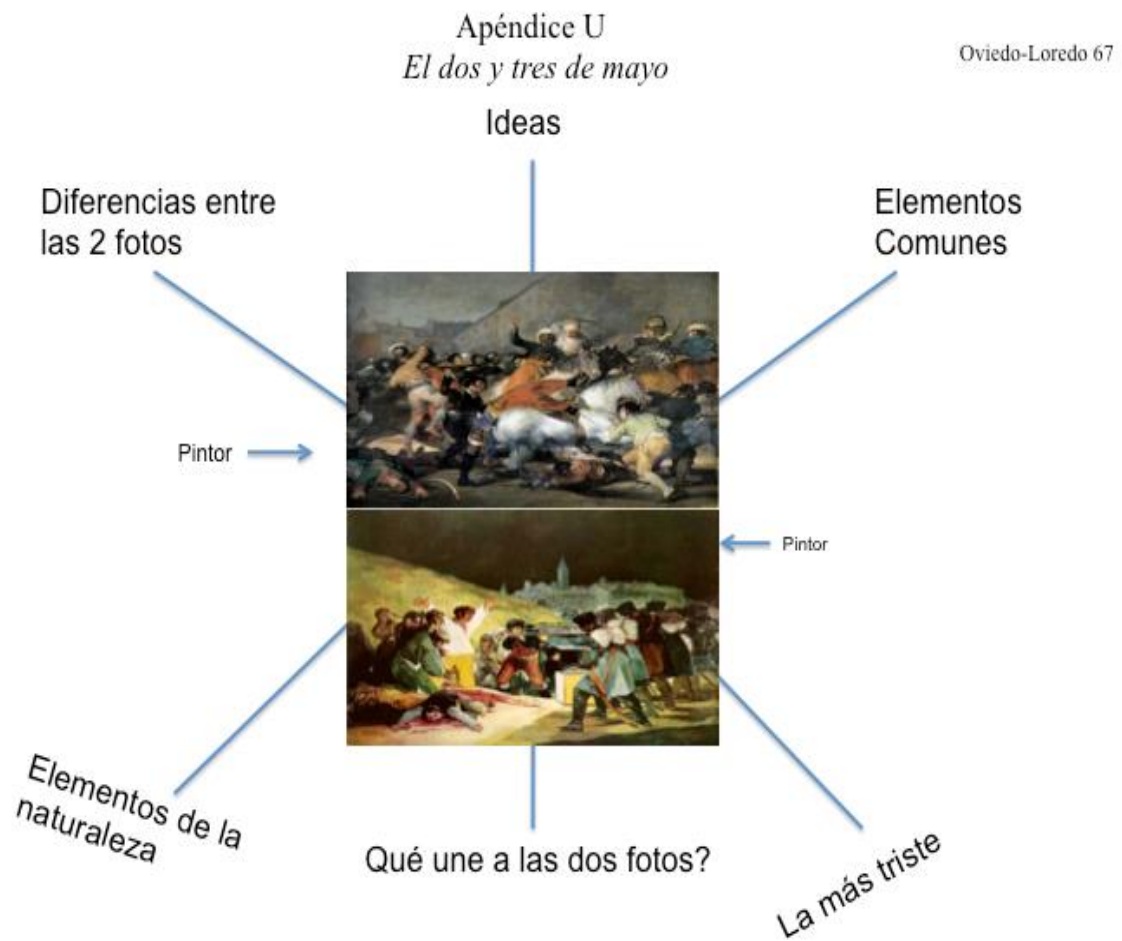 Apéndice U
El dos y tres de mayo
Oviedo-Loredo 67
Ideas
Diferencias entre
las 2 fotos
Elementos
Comunes
Pintor
Pintor
Elementos de la
naturaleza
Qué une a las dos fotos?
La más triste